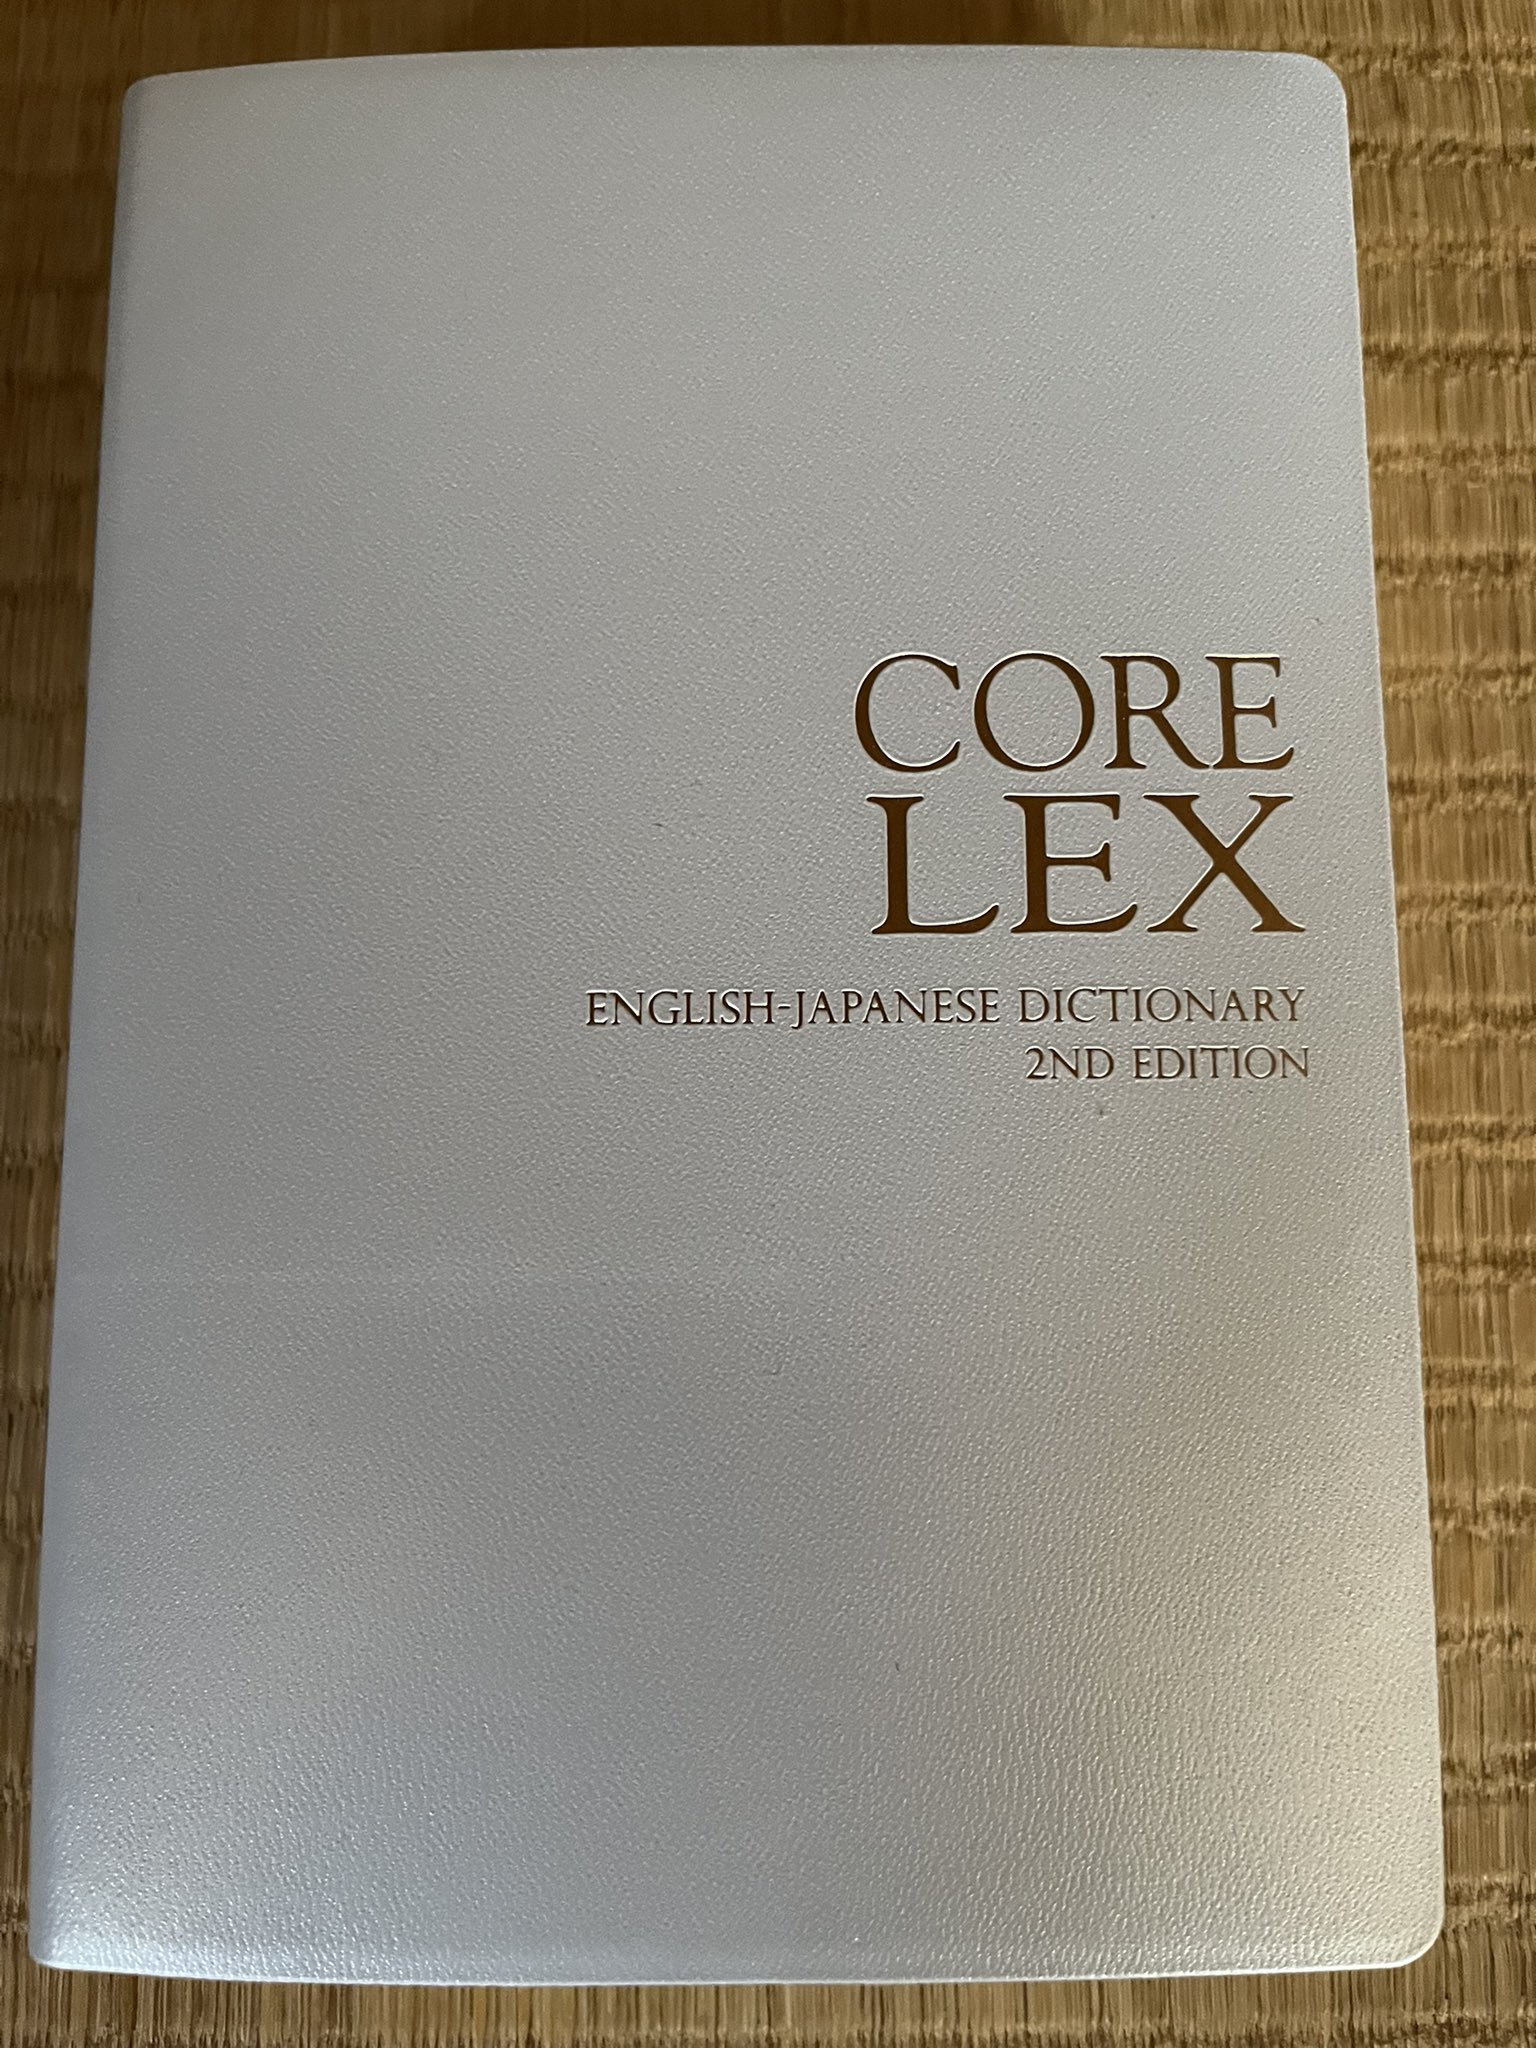 CORE
LEX
ENGLISH-JAPANESE DICTIONARY
2ND EDITION